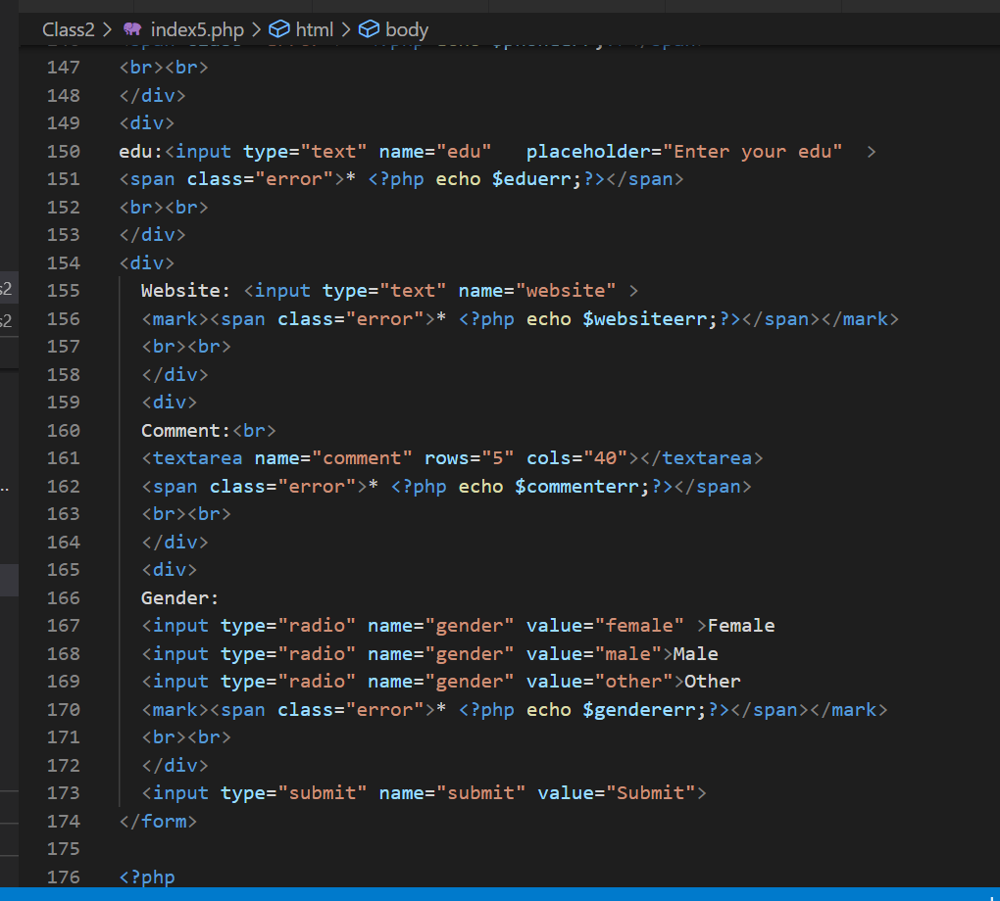 Class2 > index5.php > html > body
147 <br><br>
148 </div>
149 <div>
150 edu:<input type="text" name="edu"   placeholder="Enter your edu"  >
151 <span class="error">* <?php echo $eduerr;?></span>
152 <br><br>
153 </div>
154 <div>
155   Website: <input type="text" name="website" >
156   <mark><span class="error">* <?php echo $websiteerr;?></span></mark>
157   <br><br>
158   </div>
159   <div>
160   Comment:<br>
161   <textarea name="comment" rows="5" cols="40"></textarea>
162   <span class="error">* <?php echo $commenterr;?></span>
163   <br><br>
164   </div>
165   <div>
166   Gender:
167   <input type="radio" name="gender" value="female" >Female
168   <input type="radio" name="gender" value="male">Male
169   <input type="radio" name="gender" value="other">Other
170   <mark><span class="error">* <?php echo $gendererr;?></span></mark>
171   <br><br>
172   </div>
173   <input type="submit" name="submit" value="Submit">
174 </form>
175
176 <?php